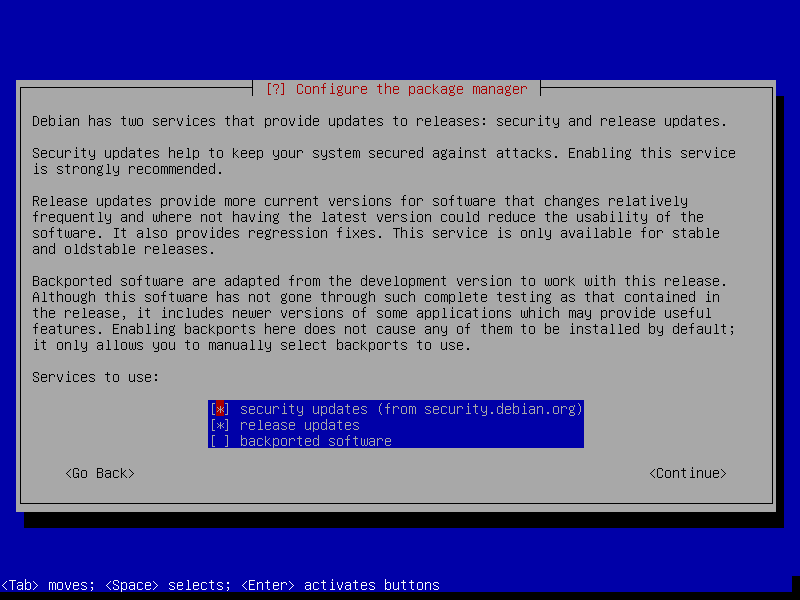 [?] Configure the package manager
Debian has two services that provide updates to releases: security and release updates.
Security updates help to keep your system secured against attacks. Enabling this service
is strongly recommended.
Release updates provide more current versions for software that changes relatively
frequently and where not having the latest version could reduce the usability of the
software. It also provides regression fixes. This service is only available for stable
and oldstable releases.
Backported software are adapted from the development version to work with this release.
Although this software has not gone through such complete testing as that contained in
the release, it includes newer versions of some applications which may provide useful
features. Enabling backports here does not cause any of them to be installed by default;
it only allows you to manually select backports to use.
Services to use:
[*] security updates (from security.debian.org)
[*] release updates
[ ] backported software
<Go Back> <Continue>
<Tab> moves; <Space> selects; <Enter> activates buttons